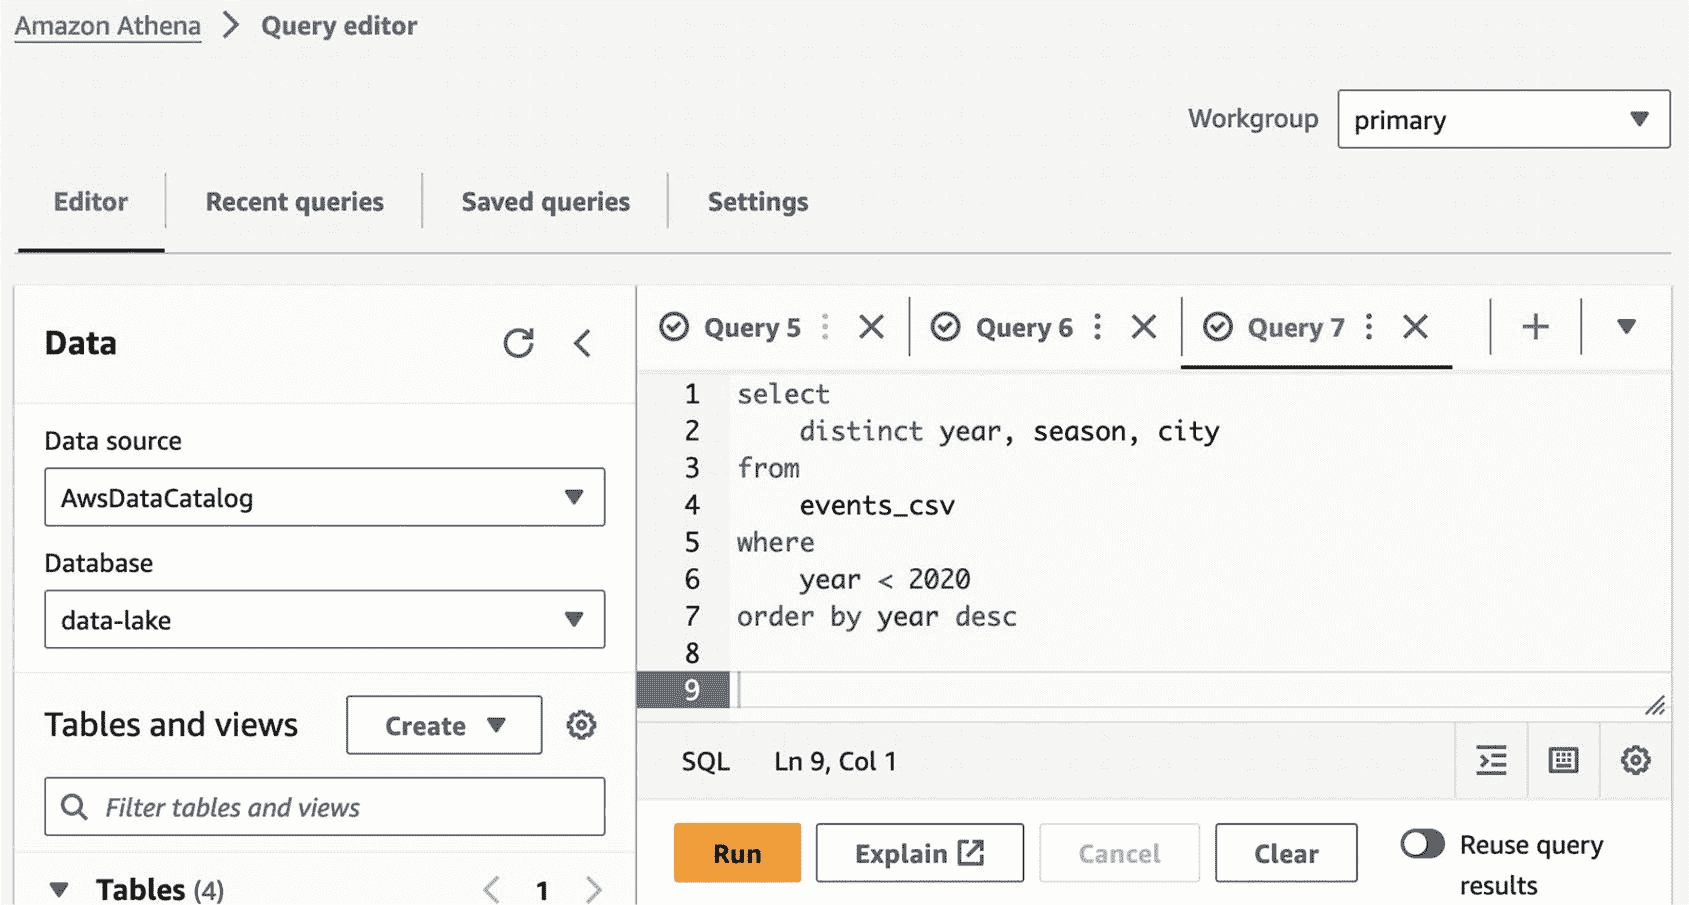 Amazon Athena > Query editor
Workgroup primary
Editor Recent queries Saved queries Settings
Data
Data source
AwsDataCatalog
Database
data-lake
Tables and views Create
Filter tables and views
Tables (4) 1
Query 5 Query 6 Query 7
1 select
2 distinct year, season, city
3 from
4 events_csv
5 where
6 year < 2020
7 order by year desc
8
9
SQL Ln 9, Col 1
Run Explain Cancel Clear Reuse query
results